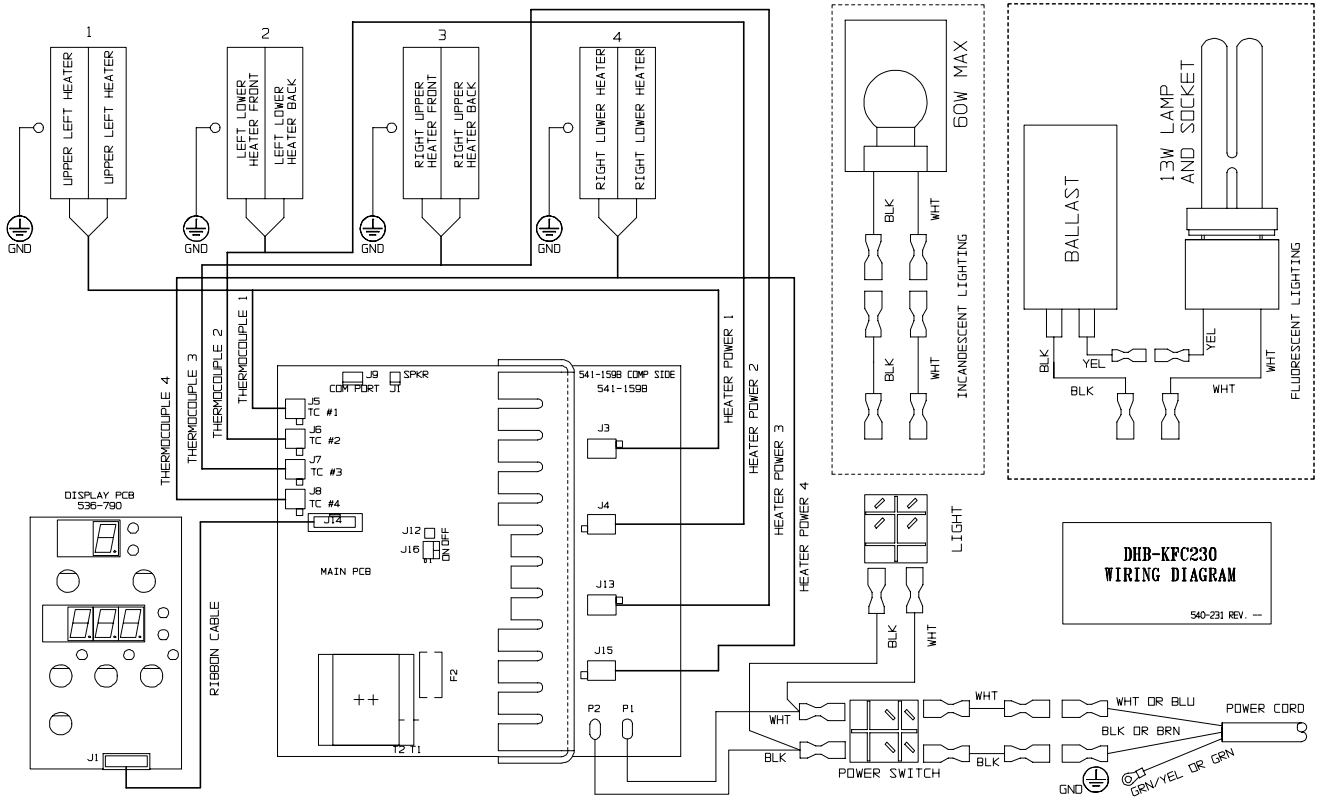 1
2
3
4
UPPER LEFT HEATER
UPPER LEFT HEATER
LEFT LOWER
HEATER FRONT
LEFT LOWER
HEATER BACK
RIGHT UPPER
HEATER FRONT
RIGHT UPPER
HEATER BACK
RIGHT LOWER HEATER
RIGHT LOWER HEATER
GND
GND
GND
GND
THERMOCOUPLE 4
THERMOCOUPLE 3
THERMOCOUPLE 2
THERMOCOUPLE 1
HEATER POWER 1
HEATER POWER 2
HEATER POWER 3
HEATER POWER 4
60W MAX
BLK
WHT
BLK
WHT
INCANDESCENT LIGHTING
BALLAST
13W LAMP
AND SOCKET
BLK
YEL
YEL
WHT
BLK
WHT
FLUORESCENT LIGHTING
J9
SPKR
COM PORT
J1
541-159B COMP SIDE
541-159B
J5
TC #1
J6
TC #2
J7
TC #3
J8
TC #4
J14
J3
J4
J13
J15
J12
J16
ON OFF
MAIN PCB
F2
T2 T1
P2
P1
DISPLAY PCB
536-790
J1
RIBBON CABLE
LIGHT
BLK
WHT
WHT
BLK
POWER SWITCH
WHT
BLK
WHT OR BLU
BLK OR BRN
POWER CORD
GND
GRN/YEL OR GRN
DHB-KFC230
WIRING DIAGRAM
540-231 REV. --